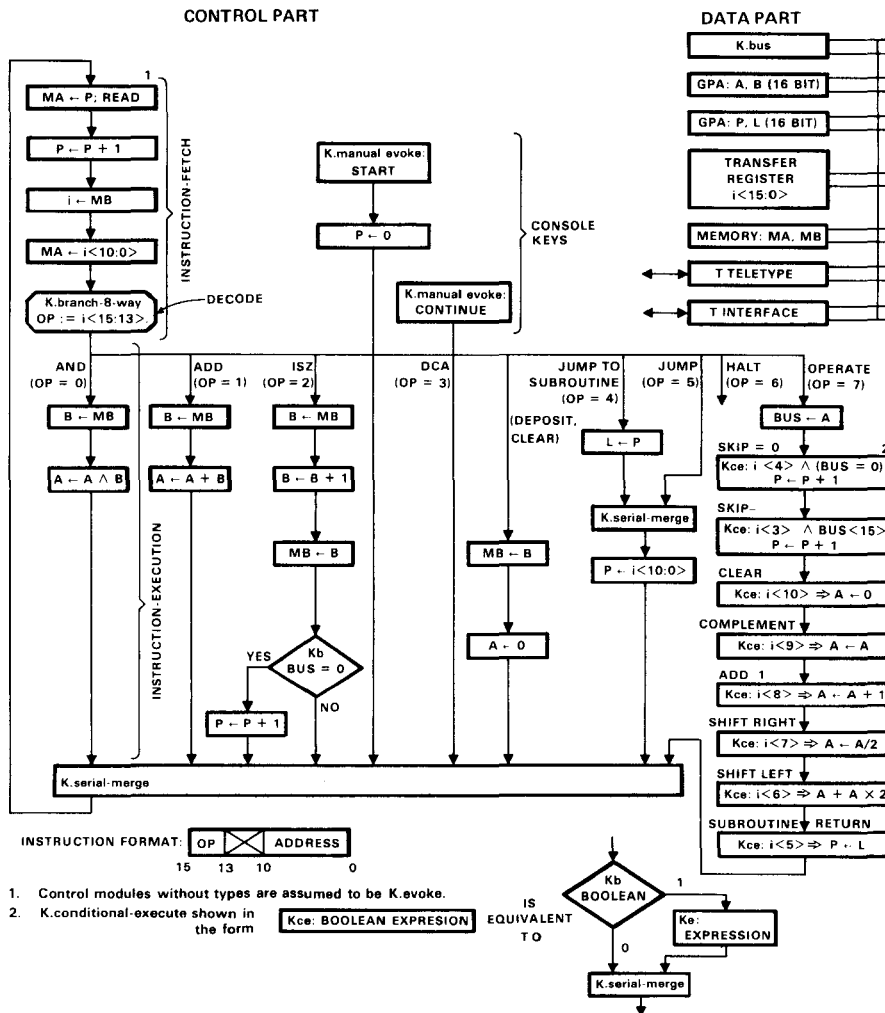 CONTROL PART
DATA PART
1
MA ← P; READ
P ← P + 1
i ← MB
MA ← i<10:0>
K.branch-8-way
OP := i<15:13>
DECODE
INSTRUCTION-FETCH
K.manual evoke:
START
P ← 0
K.manual evoke:
CONTINUE
CONSOLE
KEYS
K.bus
GPA: A, B (16 BIT)
GPA: P, L (16 BIT)
TRANSFER
REGISTER
i<15:0>
MEMORY: MA, MB
T TELETYPE
T INTERFACE
INSTRUCTION-EXECUTION
AND
(OP = 0)
B ← MB
A ← A ∧ B
ADD
(OP = 1)
B ← MB
A ← A + B
ISZ
(OP = 2)
B ← MB
B ← B + 1
MB ← B
Kb
BUS = 0
YES
NO
P ← P + 1
DCA
(OP = 3)
(DEPOSIT,
CLEAR)
MB ← B
A ← 0
JUMP TO
SUBROUTINE
(OP = 4)
L ← P
K.serial-merge
P ← i<10:0>
JUMP
(OP = 5)
HALT
(OP = 6)
OPERATE
(OP = 7)
BUS ← A
SKIP = 0
2
Kce: i <4> ∧ (BUS = 0)
P ← P + 1
SKIP–
Kce: i<3> ∧ BUS<15>
P ← P + 1
CLEAR
Kce: i<10> ⇒ A ← 0
COMPLEMENT
Kce: i<9> ⇒ A ← A
ADD 1
Kce: i<8> ⇒ A ← A + 1
SHIFT RIGHT
Kce: i<7> ⇒ A ← A/2
SHIFT LEFT
Kce: i<6> ⇒ A + A × 2
SUBROUTINE RETURN
Kce: i<5> ⇒ P ← L
K.serial-merge
INSTRUCTION FORMAT: OP ADDRESS
15 13 10 0
1. Control modules without types are assumed to be K.evoke.
2. K.conditional-execute shown in
the form Kce: BOOLEAN EXPRESION
IS
EQUIVALENT
TO
Kb
BOOLEAN
1
0
Ke:
EXPRESSION
K.serial-merge